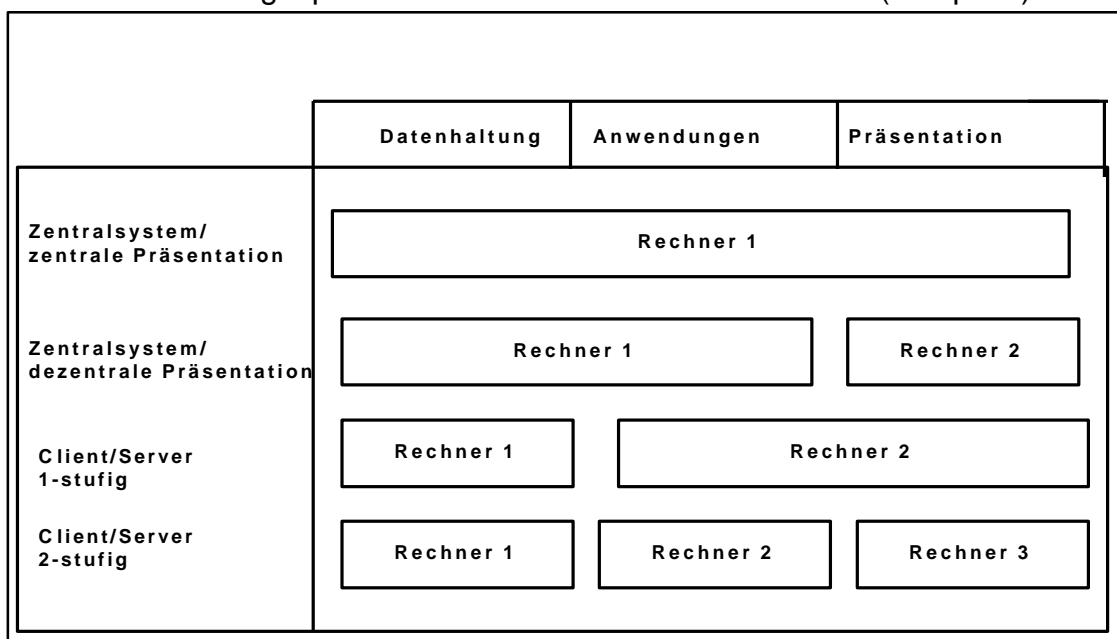 Datenhaltung Anwendungen Präsentation
Zentralsystem/
zentrale Präsentation
Rechner 1
Zentralsystem/
dezentrale Präsentation
Rechner 1 Rechner 2
Client/Server
1-stufig
Rechner 1 Rechner 2
Client/Server
2-stufig
Rechner 1 Rechner 2 Rechner 3